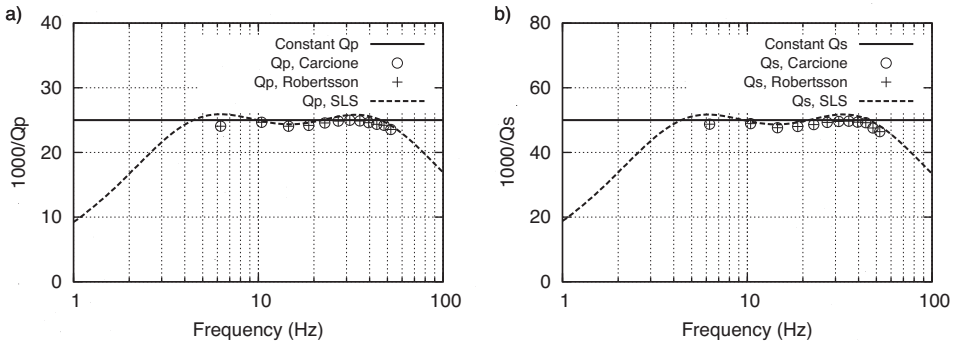 a)
40
30
20
10
0
1000/Qp
Constant Qp
Qp, Carcione
Qp, Robertsson
Qp, SLS
1
10
100
Frequency (Hz)
b)
80
60
40
20
0
1000/Qs
Constant Qs
Qs, Carcione
Qs, Robertsson
Qs, SLS
1
10
100
Frequency (Hz)